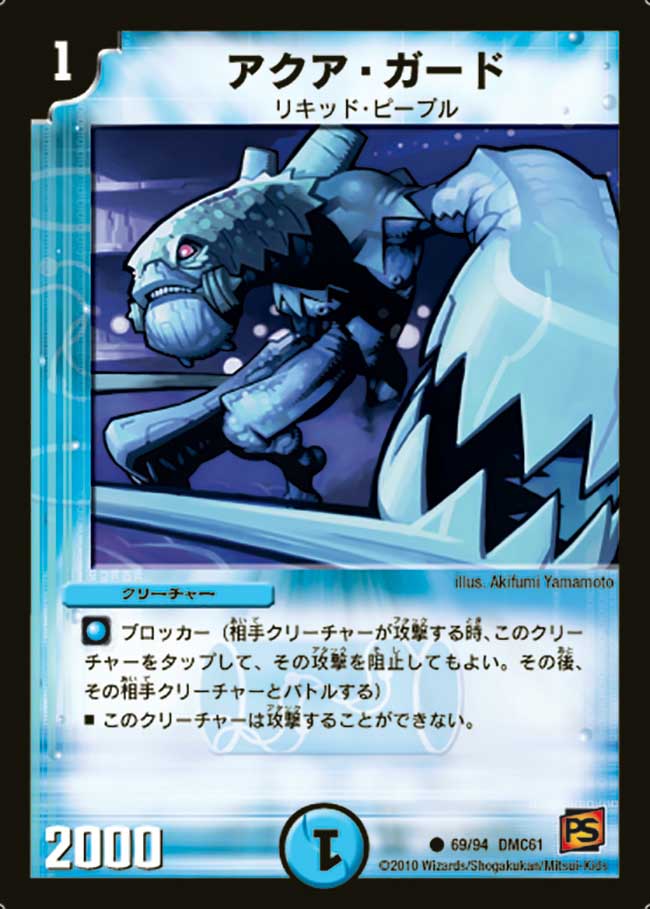 1
アクア・ガード
リキッド・ピープル
illus. Akifumi Yamamoto
クリーチャー
ブロッカー（相手クリーチャーが攻撃する時、このクリー
チャーをタップして、その攻撃を阻止してもよい。その後、
その相手クリーチャーとバトルする）
■ このクリーチャーは攻撃することができない。
2000
1
● 69/94 DMC61
PS
©2010 Wizards/Shogakukan/Mitsui-Kids